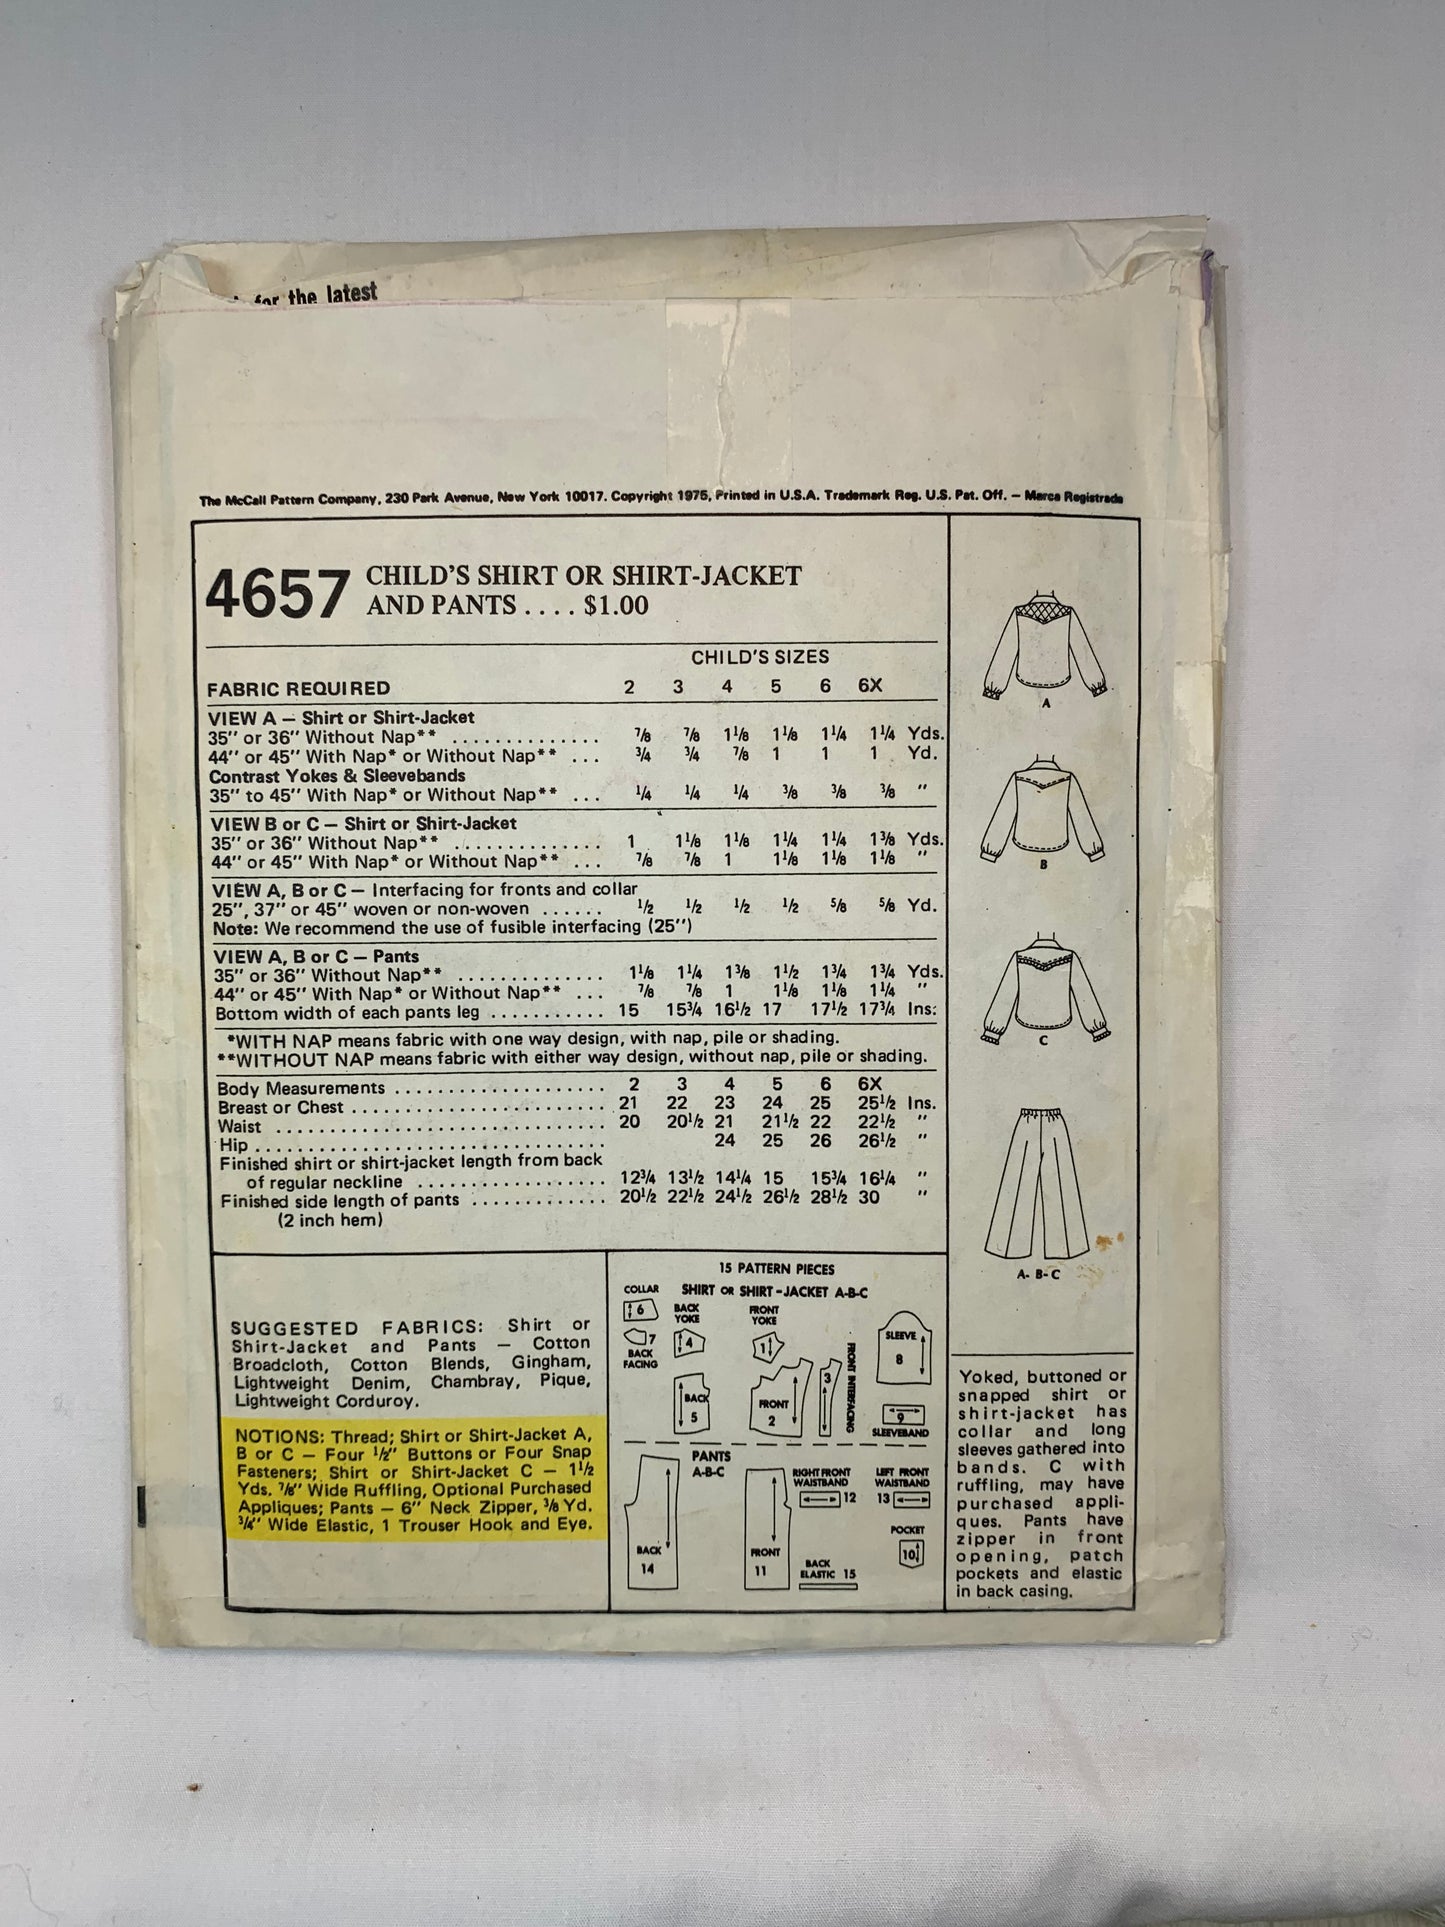 for the latest
The McCall Pattern Company, 230 Park Avenue, New York 10017. Copyright 1975, Printed in U.S.A. Trademark Reg. U.S. Pat. Off. — Marca Registrada
4657 CHILD'S SHIRT OR SHIRT-JACKET
AND PANTS .... $1.00
CHILD'S SIZES
FABRIC REQUIRED 2 3 4 5 6 6X
VIEW A — Shirt or Shirt-Jacket
35" or 36" Without Nap** .............. 7/8 7/8 1 1/8 1 1/8 1 1/4 1 1/4 Yds.
44" or 45" With Nap* or Without Nap** ... 3/4 3/4 7/8 1 1 1 Yd.
Contrast Yokes & Sleevebands
35" to 45" With Nap* or Without Nap** ... 1/4 1/4 1/4 3/8 3/8 3/8 "
VIEW B or C — Shirt or Shirt-Jacket
35" or 36" Without Nap** .............. 1 1 1/8 1 1/8 1 1/4 1 1/4 1 3/8 Yds.
44" or 45" With Nap* or Without Nap** ... 7/8 7/8 1 1 1/8 1 1/8 1 1/8 "
VIEW A, B or C — Interfacing for fronts and collar
25", 37" or 45" woven or non-woven ...... 1/2 1/2 1/2 1/2 5/8 5/8 Yd.
Note: We recommend the use of fusible interfacing (25")
VIEW A, B or C — Pants
35" or 36" Without Nap** .............. 1 1/8 1 1/4 1 3/8 1 1/2 1 3/4 1 3/4 Yds.
44" or 45" With Nap* or Without Nap** ... 7/8 7/8 1 1 1/8 1 1/8 1 1/4 "
Bottom width of each pants leg ........... 15 15 3/4 16 1/2 17 17 1/2 17 3/4 Ins:
*WITH NAP means fabric with one way design, with nap, pile or shading.
**WITHOUT NAP means fabric with either way design, without nap, pile or shading.
Body Measurements ..................... 2 3 4 5 6 6X
Breast or Chest ......................... 21 22 23 24 25 25 1/2 Ins.
Waist ................................. 20 20 1/2 21 21 1/2 22 22 1/2 "
Hip ................................... 24 25 26 26 1/2 "
Finished shirt or shirt-jacket length from back
of regular neckline ................... 12 3/4 13 1/2 14 1/4 15 15 3/4 16 1/4 "
Finished side length of pants ............. 20 1/2 22 1/2 24 1/2 26 1/2 28 1/2 30 "
(2 inch hem)
A
B
C
A- B- C
SUGGESTED FABRICS: Shirt or
Shirt-Jacket and Pants — Cotton
Broadcloth, Cotton Blends, Gingham,
Lightweight Denim, Chambray, Pique,
Lightweight Corduroy.
NOTIONS: Thread; Shirt or Shirt-Jacket A,
B or C — Four 1/2" Buttons or Four Snap
Fasteners; Shirt or Shirt-Jacket C — 1 1/2
Yds. 7/8" Wide Ruffling, Optional Purchased
Appliques; Pants — 6" Neck Zipper, 3/8 Yd.
3/4" Wide Elastic, 1 Trouser Hook and Eye.
15 PATTERN PIECES
SHIRT OR SHIRT-JACKET A-B-C
COLLAR
6
7
BACK
FACING
BACK
YOKE
4
FRONT
YOKE
1
BACK
5
FRONT
2
3
FRONT INTERFACING
SLEEVE
8
9
SLEEVEBAND
PANTS
A-B-C
BACK
14
FRONT
11
RIGHT FRONT
WAISTBAND
12
LEFT FRONT
WAISTBAND
13
POCKET
10
BACK
ELASTIC 15
Yoked, buttoned or
snapped shirt or
shirt-jacket has
collar and long
sleeves gathered into
bands. C with
ruffling, may have
purchased appli-
ques. Pants have
zipper in front
opening, patch
pockets and elastic
in back casing.